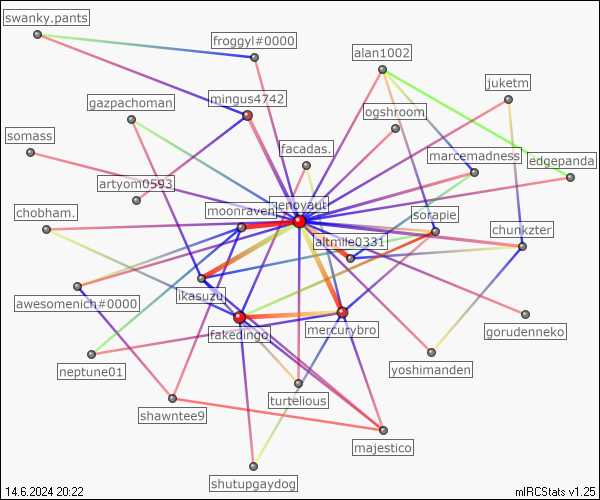 swanky.pants
froggyl#0000
alan1002
juketm
gazpachoman
mingus4742
ogshroom
somass
facadas.
marcemadness
edgepanda
artyom0593
chobham.
moonraven
lenoyaut
sorapie
altmile0331
chunkzter
awesomerich#0000
ikasuzu
fakedingo
mercurybro
gorudenneko
neptune01
yoshimanden
shawntee9
turtelious
majestico
shutupgaydog
14.6.2024 20:22
mIRCStats v1.25